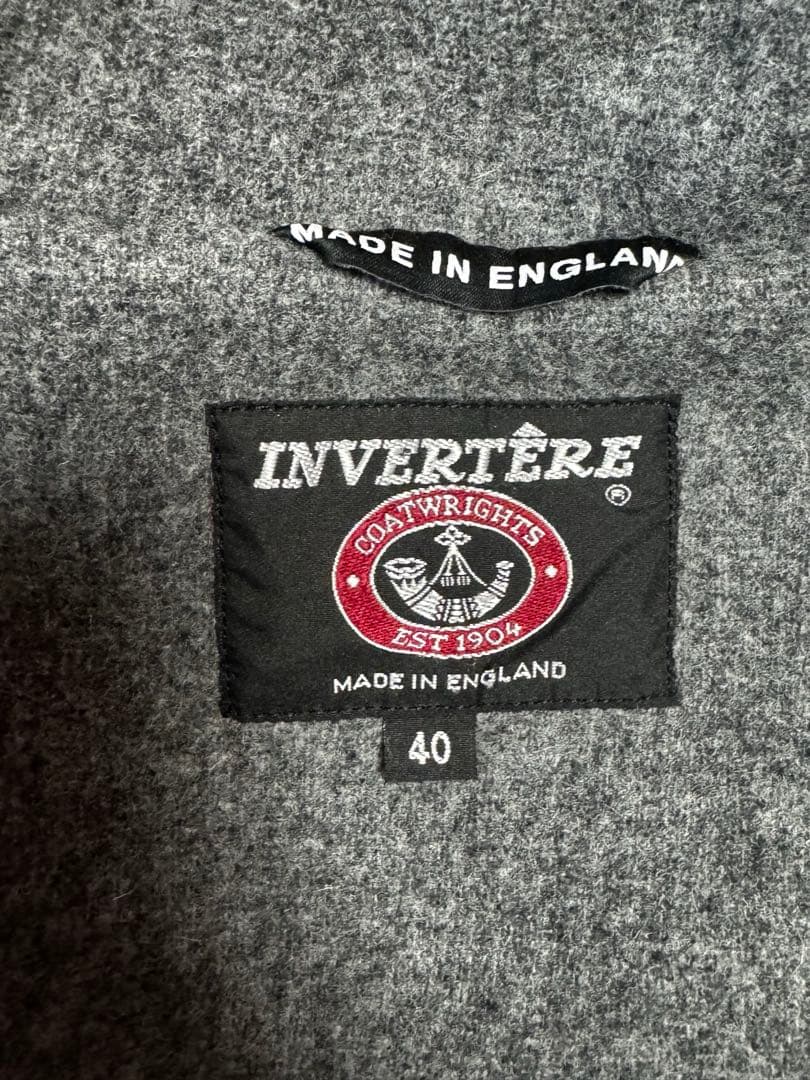 MADE IN ENGLAND
INVERTÊRE
®
COATWRIGHTS
EST 1904
MADE IN ENGLAND
40